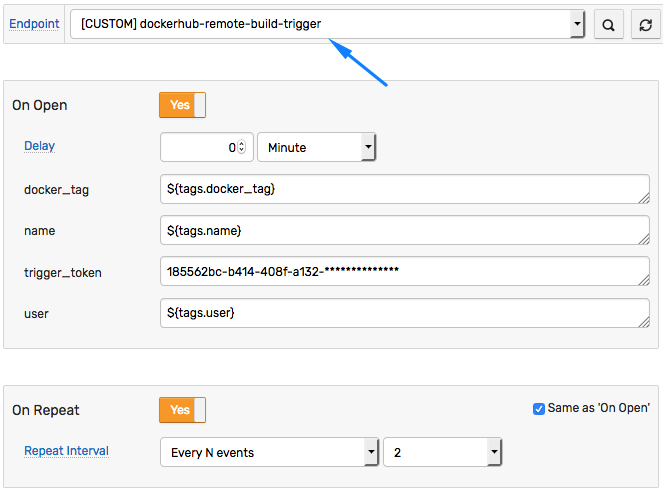 Endpoint [CUSTOM] dockerhub-remote-build-trigger
On Open Yes
Delay 0 Minute
docker_tag ${tags.docker_tag}
name ${tags.name}
trigger_token 185562bc-b414-408f-a132-**************
user ${tags.user}
On Repeat Yes Same as 'On Open'
Repeat Interval Every N events 2